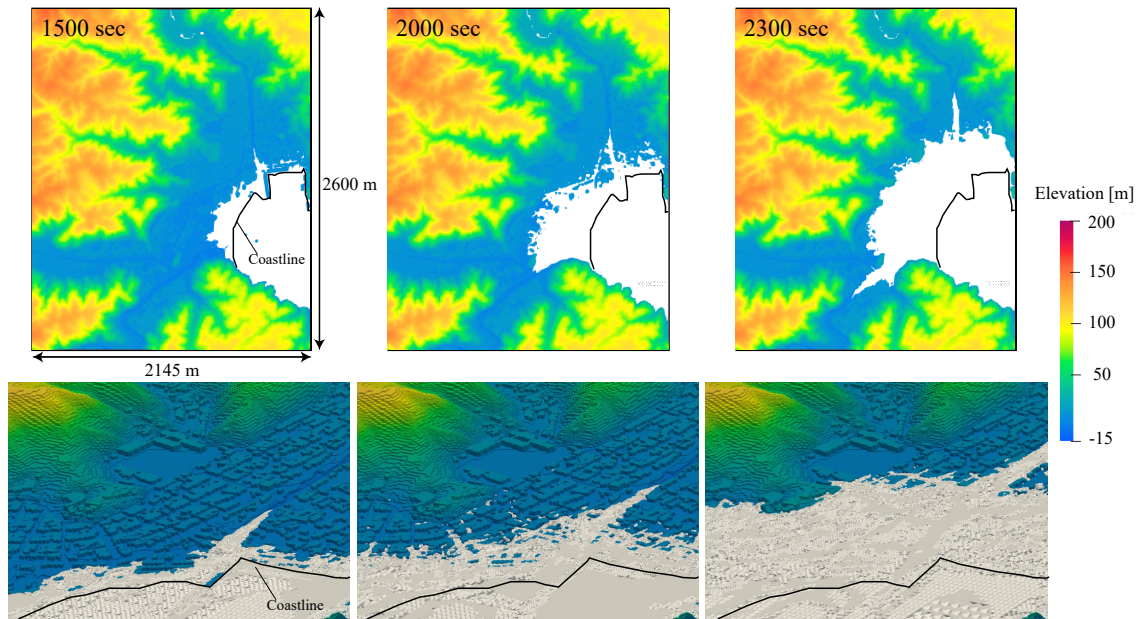 1500 sec
2000 sec
2300 sec
2600 m
Coastline
2145 m
Elevation [m]
200
150
100
50
-15
Coastline